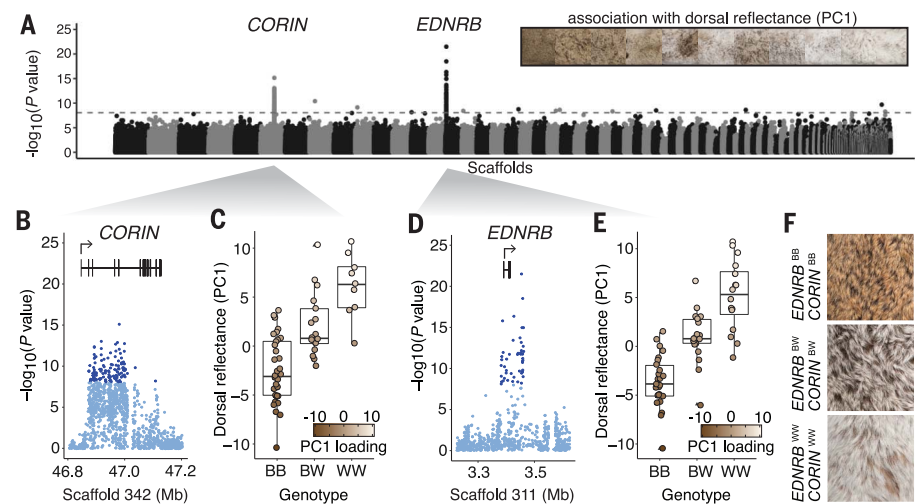 A
CORIN
EDNRB
association with dorsal reflectance (PC1)
-log10(P value)
25
20
15
10
5
0
Scaffolds
B
CORIN
−log10(P value)
25
20
15
10
5
0
46.8
47.0
47.2
Scaffold 342 (Mb)
C
Dorsal reflectance (PC1)
10
5
0
−5
−10
-10 0 10
PC1 loading
BB
BW
WW
Genotype
D
EDNRB
−log10(P value)
25
20
15
10
5
0
3.3
3.5
Scaffold 311 (Mb)
E
Dorsal reflectance (PC1)
10
5
0
−5
−10
-10 0 10
PC1 loading
BB
BW
WW
Genotype
F
EDNRB BB
CORIN BB
EDNRB BW
CORIN BW
EDNRB WW
CORIN WW